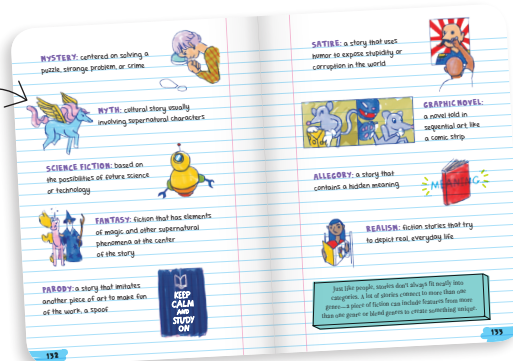 MYSTERY: centered on solving a
puzzle, strange problem, or crime
MYTH: cultural story usually
involving supernatural characters
SCIENCE FICTION: based on
the possibilities of future science
or technology
FANTASY: fiction that has elements
of magic and other supernatural
phenomena at the center
of the story
PARODY: a story that imitates
another piece of art to make fun
of the work, a spoof
KEEP
CALM
AND
STUDY
ON
132
SATIRE: a story that uses
humor to expose stupidity or
corruption in the world
GRAPHIC NOVEL:
a novel told in
sequential art like
a comic strip
ALLEGORY: a story that
contains a hidden meaning
MEANING
REALISM: fiction stories that try
to depict real, everyday life
Just like people, stories don't always fit neatly into
categories. A lot of stories connect to more than one
genre—a piece of fiction can include features from more
than one genre or blend genres to create something unique.
133